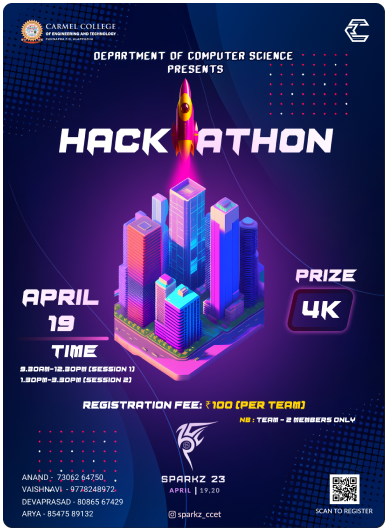 CARMEL COLLEGE
OF ENGINEERING AND TECHNOLOGY
PUNNAPRA P.O, ALAPPUZHA
DEPARTMENT OF COMPUTER SCIENCE
PRESENTS
HACKATHON
APRIL
19
TIME
9.30AM-12.30PM (SESSION 1)
1.30PM-3.30PM (SESSION 2)
PRIZE
4K
REGISTRATION FEE: ₹100 (PER TEAM)
NB : TEAM - 2 MEMBERS ONLY
SPARKZ 23
APRIL | 19,20
sparkz_ccet
ANAND - 73062 64750
VAISHNAVI - 9778248972
DEVAPRASAD - 80865 67429
ARYA - 85475 89132
SCAN TO REGISTER